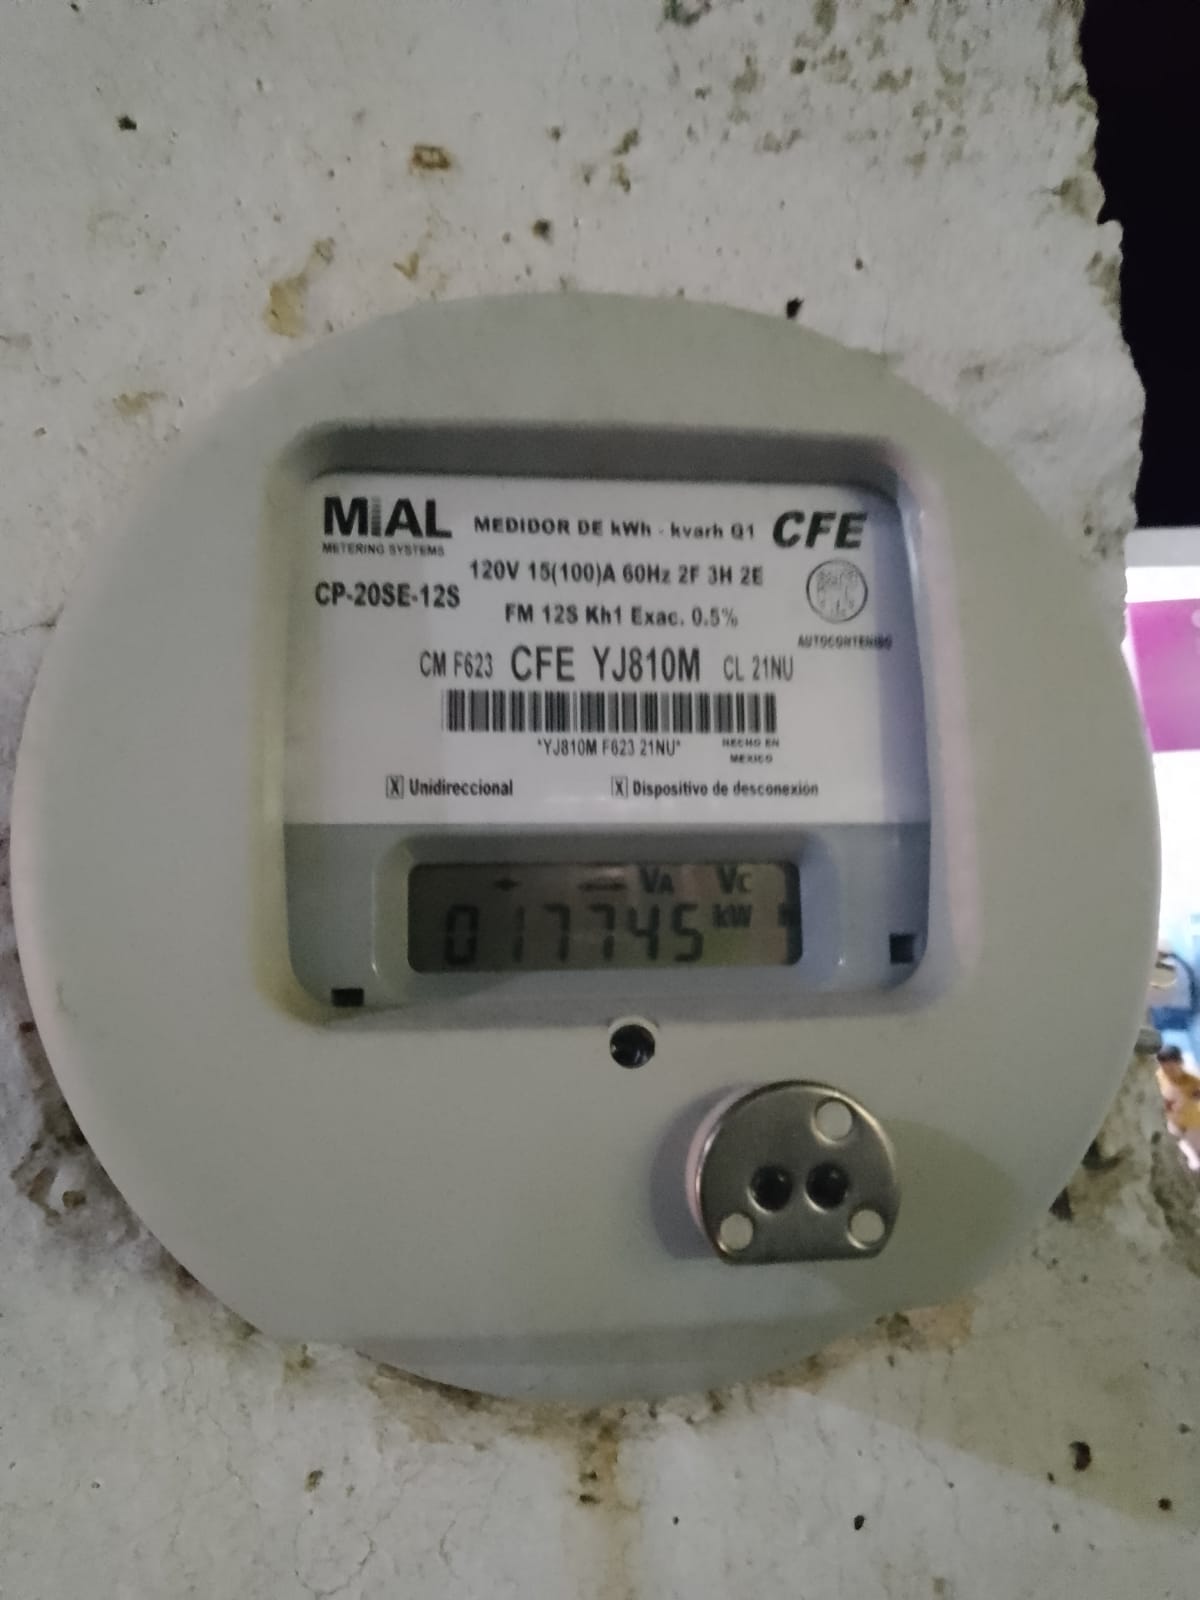 MIAL
METERING SYSTEMS
MEDIDOR DE kWh - kvarh Q1
CFE
120V 15(100)A 60Hz 2F 3H 2E
CP-20SE-12S
FM 12S Kh1 Exac. 0.5%
AUTOCONTENIDO
CM F623 CFE YJ810M CL 21NU
*YJ810M F623 21NU*
HECHO EN
MEXICO
X Unidireccional
X Dispositivo de desconexión
VA VC
017745 kW